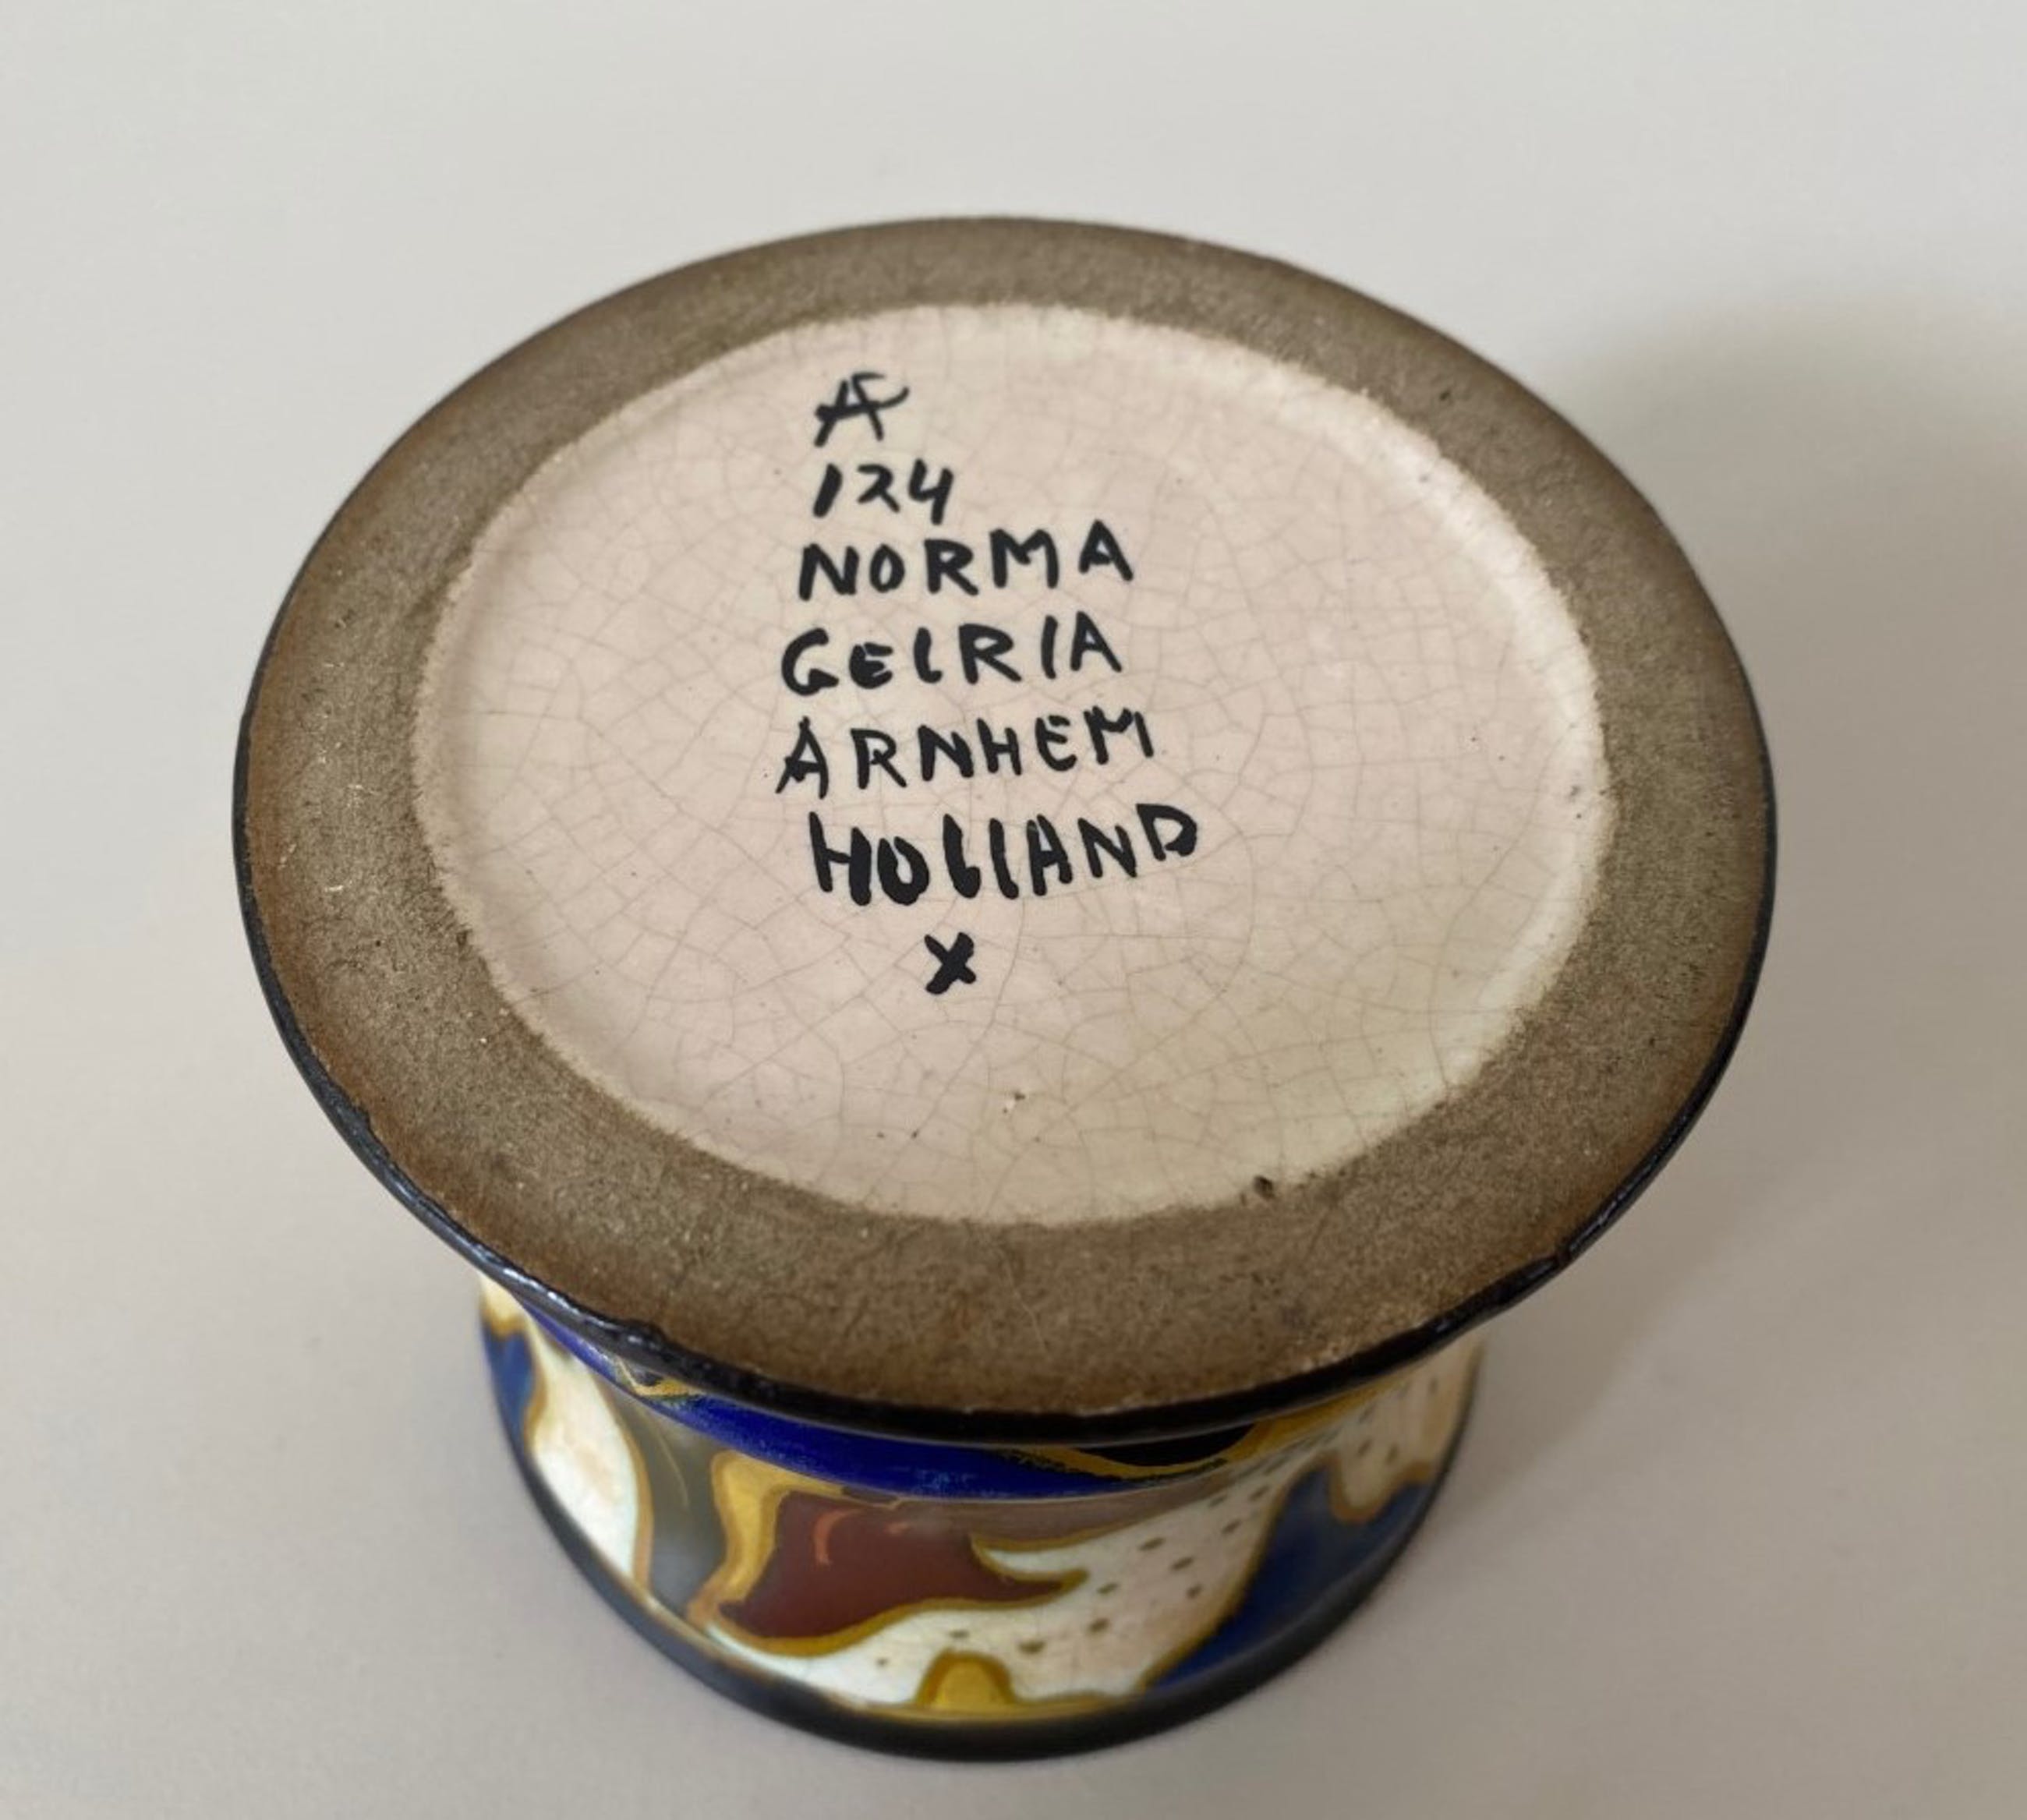 124
NORMA
GELRIA
ARNHEM
HOLLAND
X